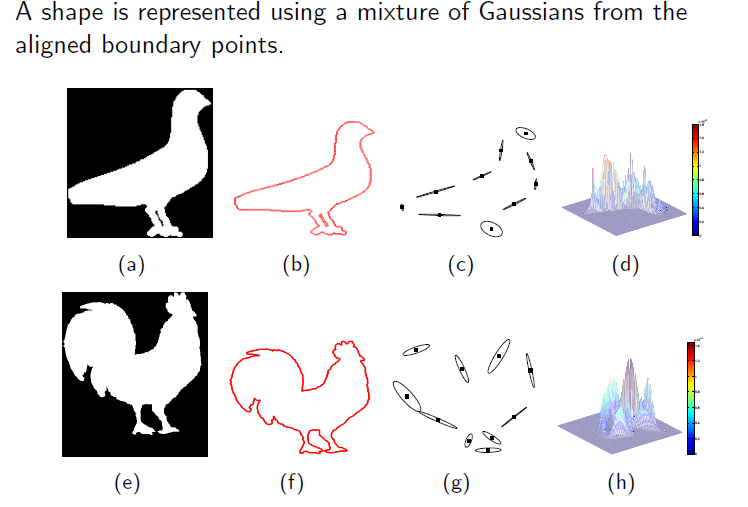 A shape is represented using a mixture of Gaussians from the
aligned boundary points.
(a)
(b)
(c)
(d)
(e)
(f)
(g)
(h)